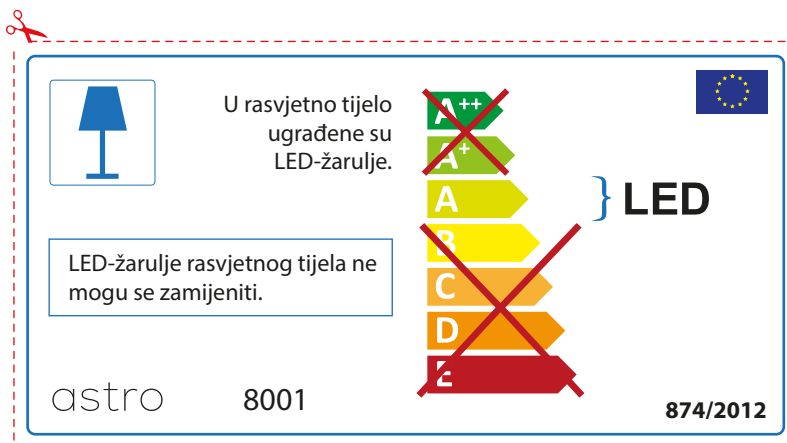 U rasvjetno tijelo
ugrađene su
LED-žarulje.
A++
A+
A
B
C
D
E
LED
LED-žarulje rasvjetnog tijela ne
mogu se zamijeniti.
astro
8001
874/2012